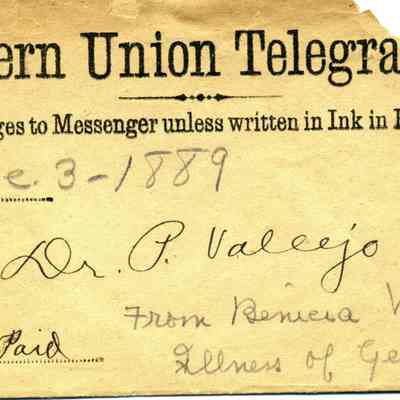 ern Union Telegra
ges to Messenger unless written in Ink in
c. 3-1889
Dr. P. Vallejo
From Benicia V
Paid
Illness of Ge